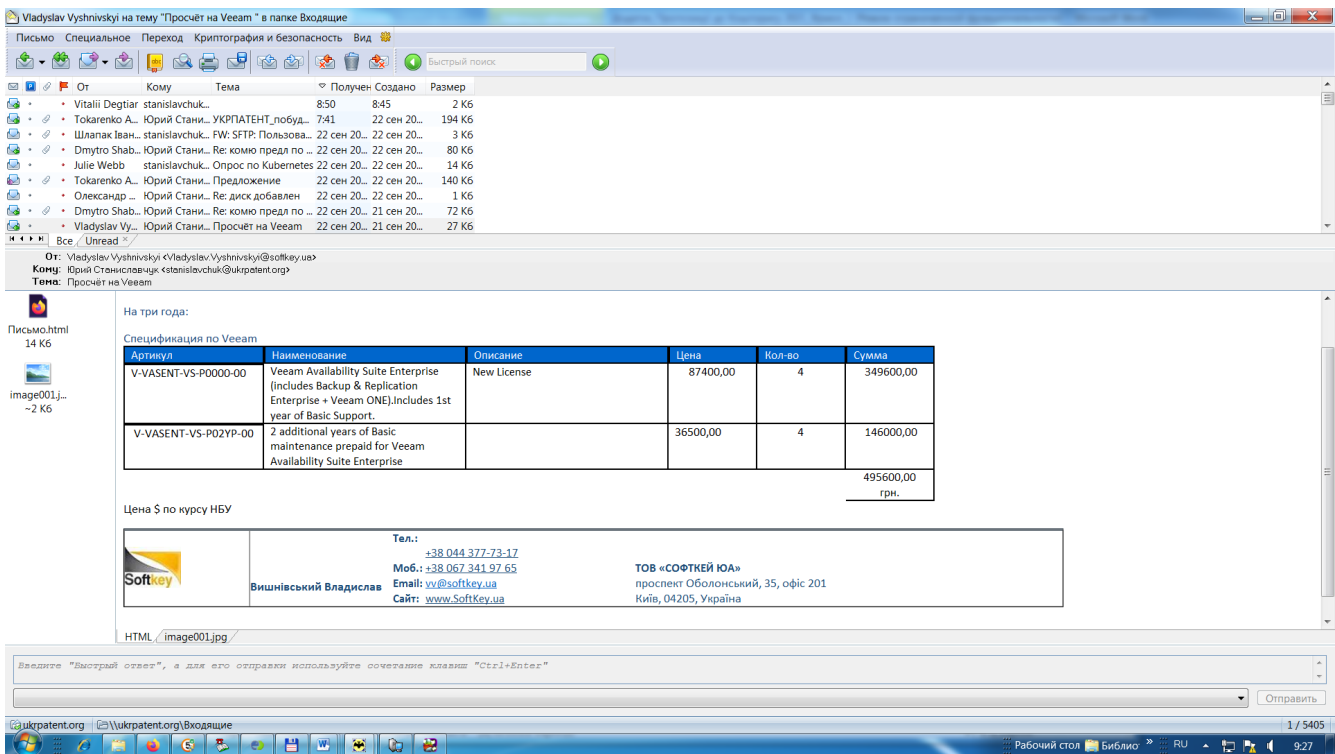 Vladyslav Vyshnivskyi на тему "Просчёт на Veeam " в папке Входящие
Письмо Специальное Переход Криптография и безопасность Вид
Быстрый поиск
От Кому Тема Получен Создано Размер
Vitalii Degtiar stanislavchuk... 8:50 8:45 2 Кб
Tokarenko A... Юрий Стани... УКРПАТЕНТ_побуд... 7:41 22 сен 20... 194 Кб
Шлапак Іван... stanislavchuk... FW: SFTP: Пользова... 22 сен 20... 22 сен 20... 3 Кб
Dmytro Shab... Юрий Стани... Re: комю предл по ... 22 сен 20... 22 сен 20... 80 Кб
Julie Webb stanislavchuk... Опрос по Kubernetes 22 сен 20... 22 сен 20... 14 Кб
Tokarenko A... Юрий Стани... Предложение 22 сен 20... 22 сен 20... 140 Кб
Олександр ... Юрий Стани... Re: диск добавлен 22 сен 20... 22 сен 20... 1 Кб
Dmytro Shab... Юрий Стани... Re: комю предл по ... 22 сен 20... 21 сен 20... 72 Кб
Vladyslav Vy... Юрий Стани... Просчёт на Veeam 22 сен 20... 21 сен 20... 27 Кб
Все Unread
От: Vladyslav Vyshnivskyi <Vladyslav.Vyshnivskyi@softkey.ua>
Кому: Юрий Станиславчук <stanislavchuk@ukrpatent.org>
Тема: Просчёт на Veeam
Письмо.html
14 Кб
image001.j...
~2 Кб
На три года:
Спецификация по Veeam
Артикул Наименование Описание Цена Кол-во Сумма
V-VASENT-VS-P0000-00 Veeam Availability Suite Enterprise New License 87400,00 4 349600,00
(includes Backup & Replication
Enterprise + Veeam ONE).Includes 1st
year of Basic Support.
V-VASENT-VS-P02YP-00 2 additional years of Basic 36500,00 4 146000,00
maintenance prepaid for Veeam
Availability Suite Enterprise
495600,00
грн.
Цена $ по курсу НБУ
Softkey
Вишнівський Владислав
Тел.:
+38 044 377-73-17
Моб.: +38 067 341 97 65
Email: vv@softkey.ua
Сайт: www.SoftKey.ua
ТОВ «СОФТКЕЙ ЮА»
проспект Оболонський, 35, офіс 201
Київ, 04205, Україна
HTML image001.jpg
Введите "Быстрый ответ", а для его отправки используйте сочетание клавиш "Ctrl+Enter"
Отправить
ukrpatent.org \\ukrpatent.org\Входящие 1 / 5405
Рабочий стол Библиот » RU 9:27